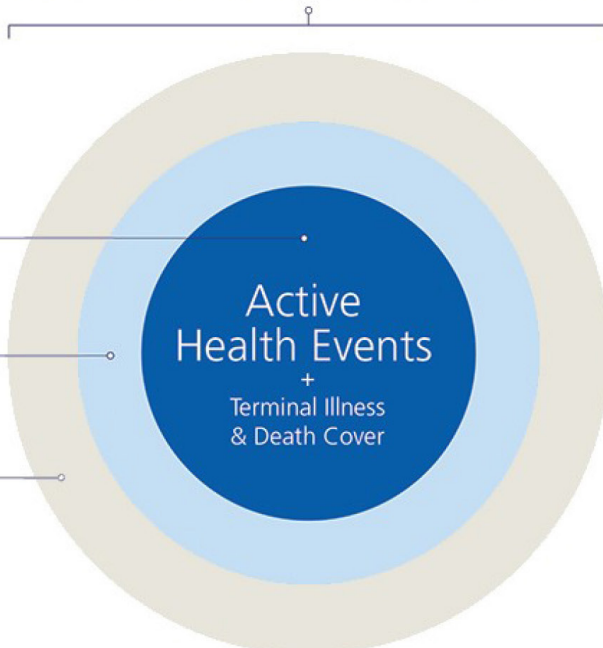 Active
Health Events
+
Terminal Illness
& Death Cover